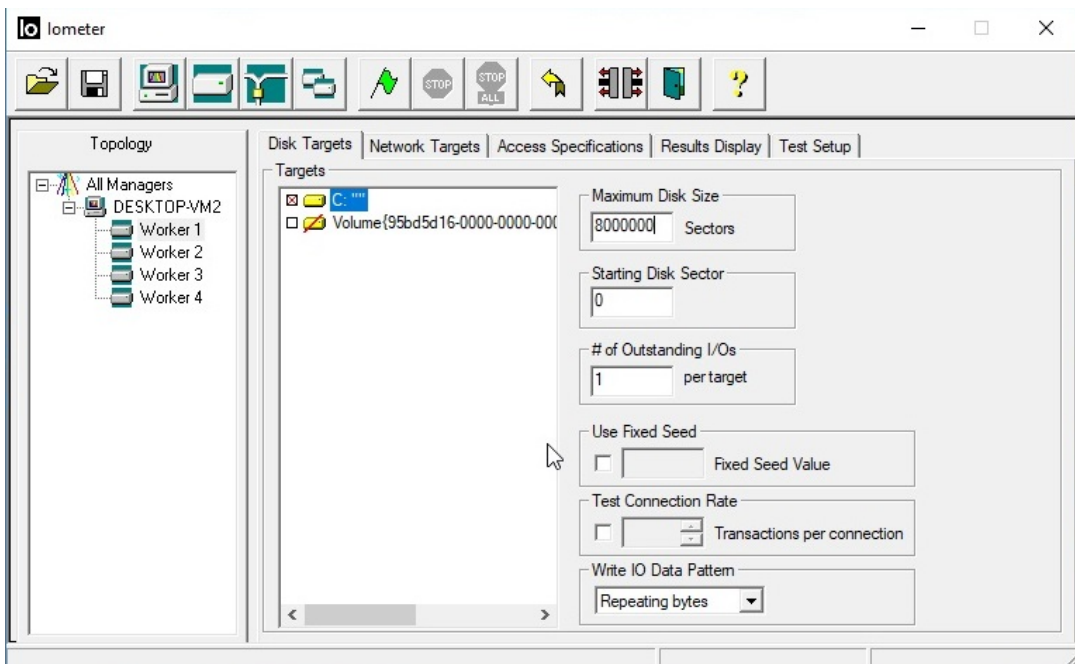 Io Iometer
STOP
STOP
ALL
Topology
All Managers
DESKTOP-VM2
Worker 1
Worker 2
Worker 3
Worker 4
Disk Targets
Network Targets
Access Specifications
Results Display
Test Setup
Targets
C: ""
Volume{95bd5d16-0000-0000-000
Maximum Disk Size
8000000
Sectors
Starting Disk Sector
0
# of Outstanding I/Os
1
per target
Use Fixed Seed
Fixed Seed Value
Test Connection Rate
Transactions per connection
Write IO Data Pattern
Repeating bytes